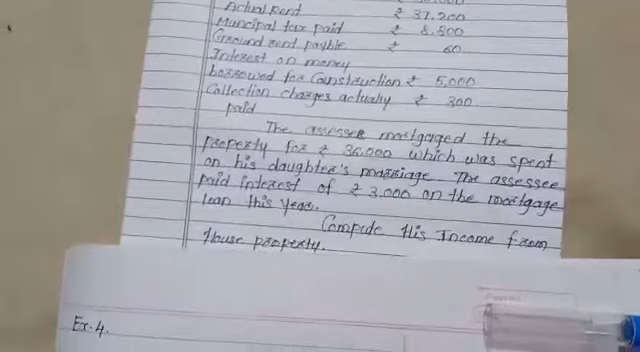 Actual Rent ₹ 37,200
Muncipal tax paid ₹ 8,800
Ground rent payble ₹ 60
Interest on money
borrowed for Construction ₹ 5,000
Collection charges actually ₹ 300
paid
The assessee mortgaged the
property for ₹ 36,000 which was spent
on his daughter's marriage. The assessee
paid interest of ₹ 3,000 on the mortgage
loan this year.
Compute His Income from
House property.
Ex.4.